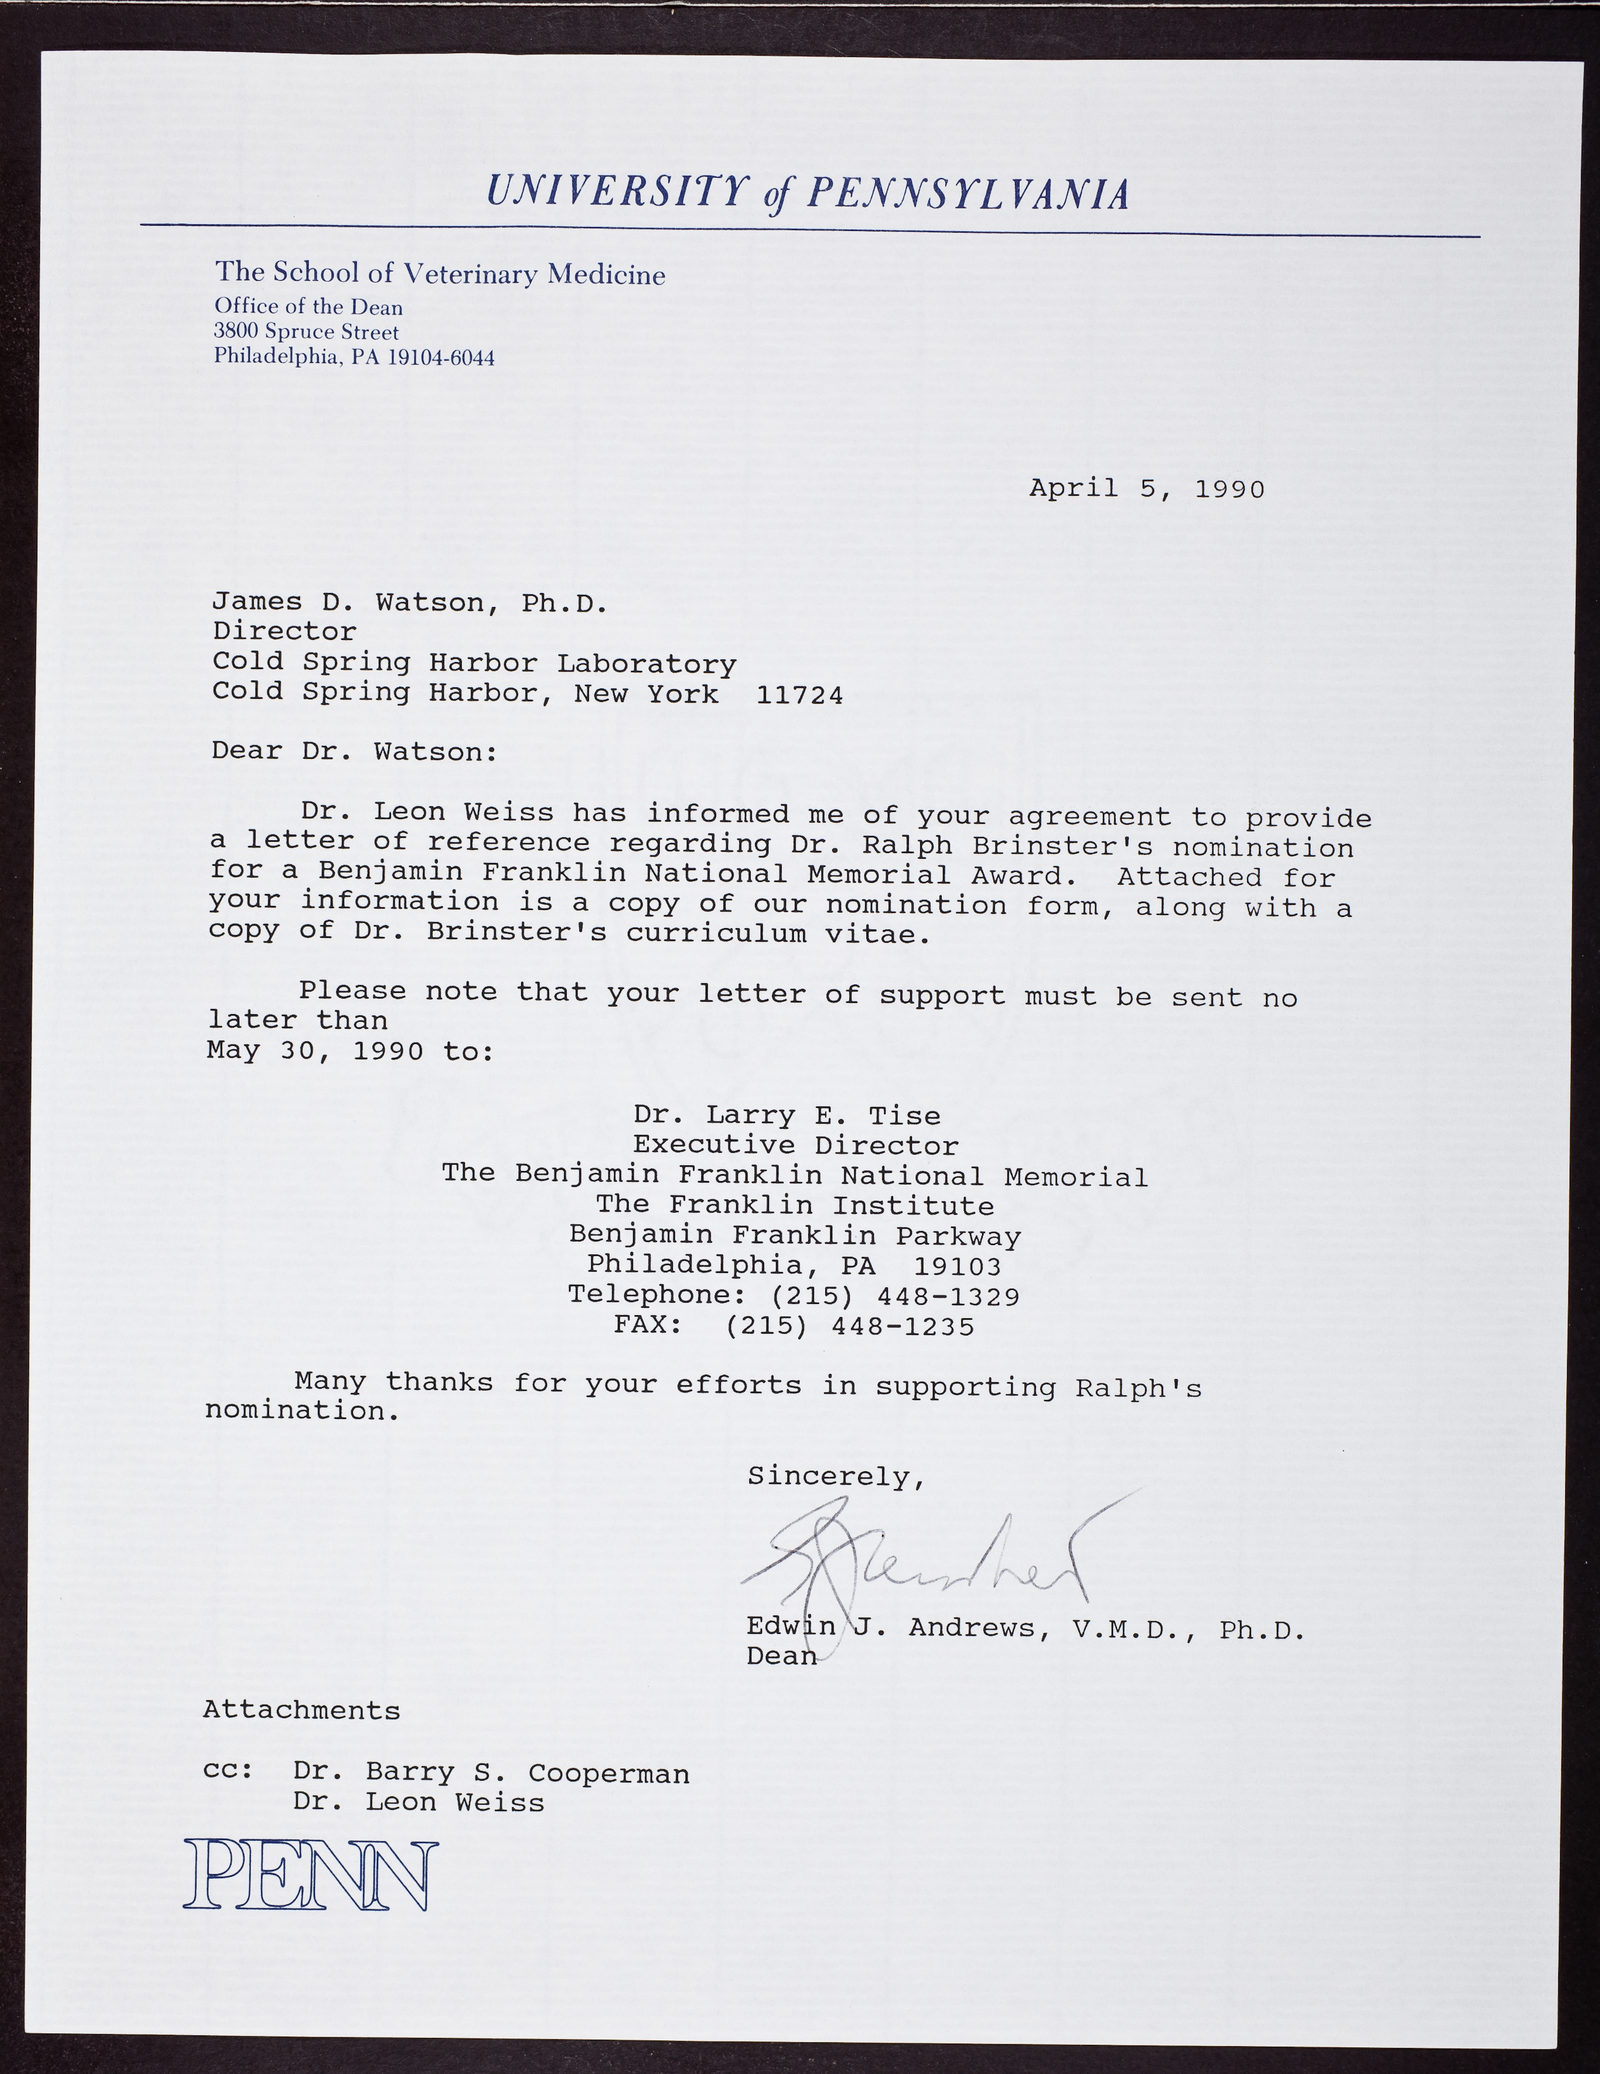 UNIVERSITY of PENNSYLVANIA
The School of Veterinary Medicine
Office of the Dean
3800 Spruce Street
Philadelphia, PA 19104-6044
April 5, 1990
James D. Watson, Ph.D.
Director
Cold Spring Harbor Laboratory
Cold Spring Harbor, New York  11724
Dear Dr. Watson:
Dr. Leon Weiss has informed me of your agreement to provide
a letter of reference regarding Dr. Ralph Brinster's nomination
for a Benjamin Franklin National Memorial Award.  Attached for
your information is a copy of our nomination form, along with a
copy of Dr. Brinster's curriculum vitae.
Please note that your letter of support must be sent no
later than
May 30, 1990 to:
Dr. Larry E. Tise
Executive Director
The Benjamin Franklin National Memorial
The Franklin Institute
Benjamin Franklin Parkway
Philadelphia, PA  19103
Telephone: (215) 448-1329
FAX:  (215) 448-1235
Many thanks for your efforts in supporting Ralph's
nomination.
Sincerely,
Edwin J. Andrews, V.M.D., Ph.D.
Dean
Attachments
cc:  Dr. Barry S. Cooperman
Dr. Leon Weiss
PENN